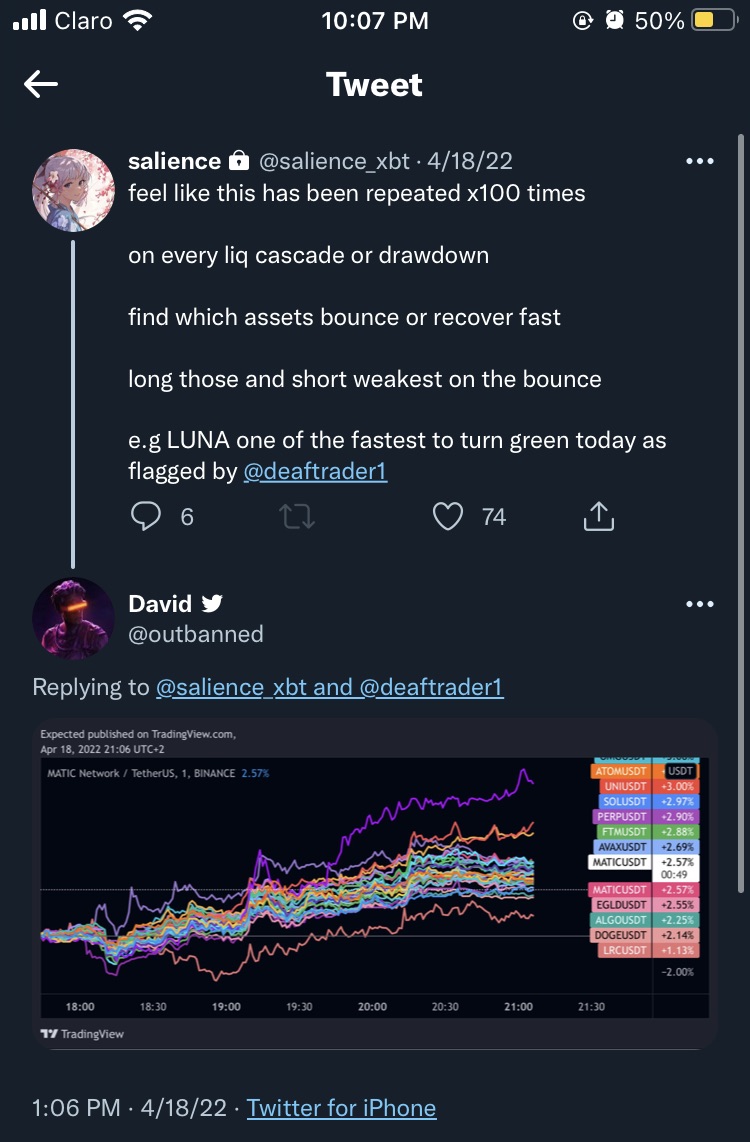 Claro 10:07 PM 50%
Tweet
salience @salience_xbt · 4/18/22
feel like this has been repeated x100 times
on every liq cascade or drawdown
find which assets bounce or recover fast
long those and short weakest on the bounce
e.g LUNA one of the fastest to turn green today as
flagged by @deaftrader1
6 74
David
@outbanned
Replying to @salience_xbt and @deaftrader1
Expected published on TradingView.com,
Apr 18, 2022 21:06 UTC+2
MATIC Network / TetherUS, 1, BINANCE 2.57%
ATOMUSDT USDT
UNIUSDT +3.00%
SOLUSDT +2.97%
PERPUSDT +2.90%
FTMUSDT +2.88%
AVAXUSDT +2.69%
MATICUSDT +2.57%
00:49
MATICUSDT +2.57%
EGLDUSDT +2.55%
ALGOUSDT +2.25%
DOGEUSDT +2.14%
LRCUSDT +1.13%
−2.00%
18:00 18:30 19:00 19:30 20:00 20:30 21:00 21:30
TradingView
1:06 PM · 4/18/22 · Twitter for iPhone